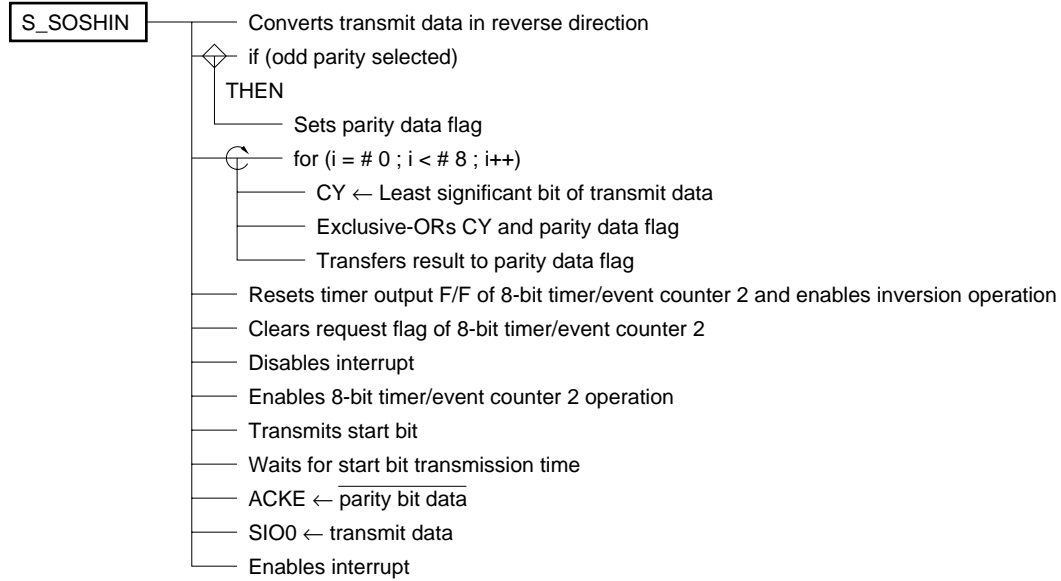 S_SOSHIN
Converts transmit data in reverse direction
if (odd parity selected)
THEN
Sets parity data flag
for (i = # 0 ; i < # 8 ; i++)
CY ← Least significant bit of transmit data
Exclusive-ORs CY and parity data flag
Transfers result to parity data flag
Resets timer output F/F of 8-bit timer/event counter 2 and enables inversion operation
Clears request flag of 8-bit timer/event counter 2
Disables interrupt
Enables 8-bit timer/event counter 2 operation
Transmits start bit
Waits for start bit transmission time
ACKE ← parity bit data
SIO0 ← transmit data
Enables interrupt